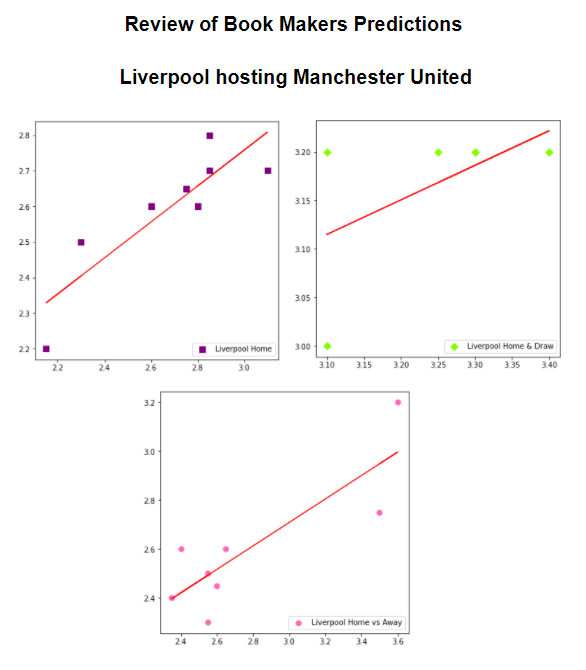 Review of Book Makers Predictions
Liverpool hosting Manchester United
2.8
2.7
2.6
2.5
2.4
2.3
2.2
2.2 2.4 2.6 2.8 3.0
Liverpool Home
3.20
3.15
3.10
3.05
3.00
3.10 3.15 3.20 3.25 3.30 3.35 3.40
Liverpool Home & Draw
3.2
3.0
2.8
2.6
2.4
2.4 2.6 2.8 3.0 3.2 3.4 3.6
Liverpool Home vs Away